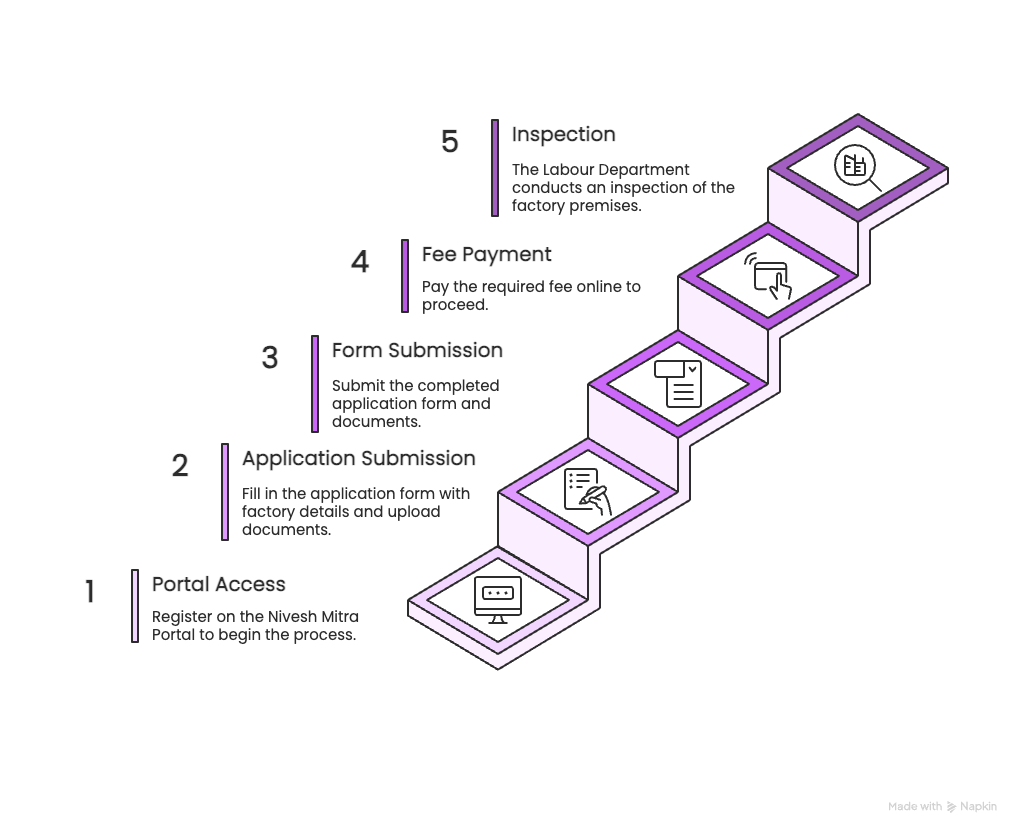 5
Inspection
The Labour Department
conducts an inspection of the
factory premises.
4
Fee Payment
Pay the required fee online to
proceed.
3
Form Submission
Submit the completed
application form and
documents.
2
Application Submission
Fill in the application form with
factory details and upload
documents.
1
Portal Access
Register on the Nivesh Mitra
Portal to begin the process.
Made with Napkin